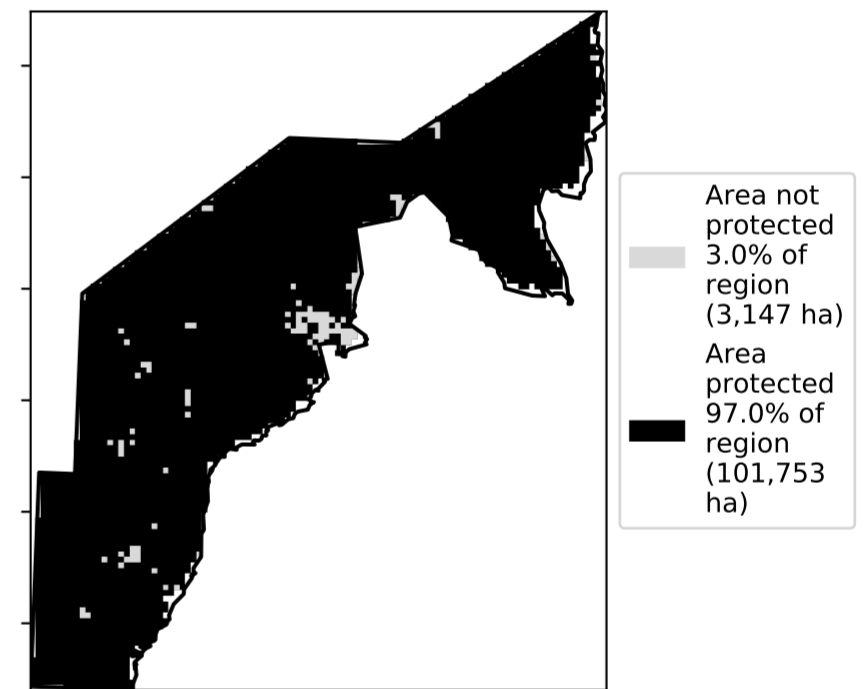 Area not
protected
3.0% of
region
(3,147 ha)
Area
protected
97.0% of
region
(101,753
ha)